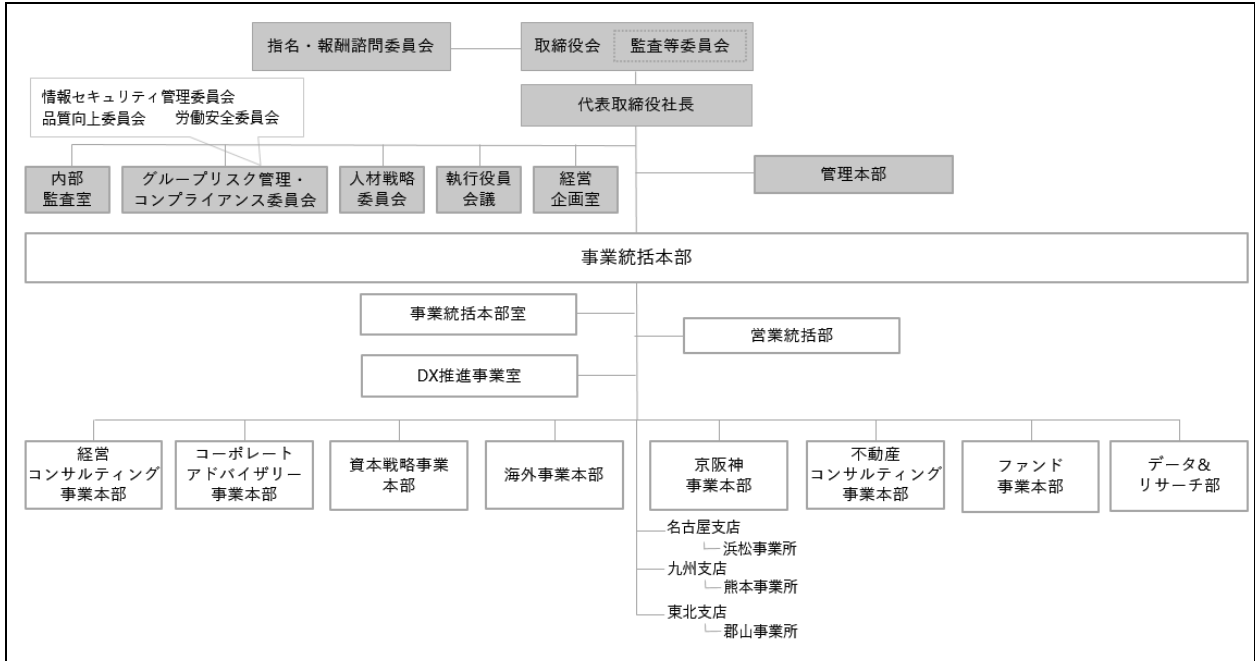 指名・報酬諮問委員会
取締役会
監査等委員会
代表取締役社長
情報セキュリティ管理委員会
品質向上委員会 労働安全委員会
内部
監査室
グループリスク管理・
コンプライアンス委員会
人材戦略
委員会
執行役員
会議
経営
企画室
管理本部
事業統括本部
事業統括本部室
営業統括部
DX推進事業室
経営
コンサルティング
事業本部
コーポレート
アドバイザリー
事業本部
資本戦略事業
本部
海外事業本部
京阪神
事業本部
不動産
コンサルティング
事業本部
ファンド
事業本部
データ&
リサーチ部
名古屋支店
浜松事業所
九州支店
熊本事業所
東北支店
郡山事業所